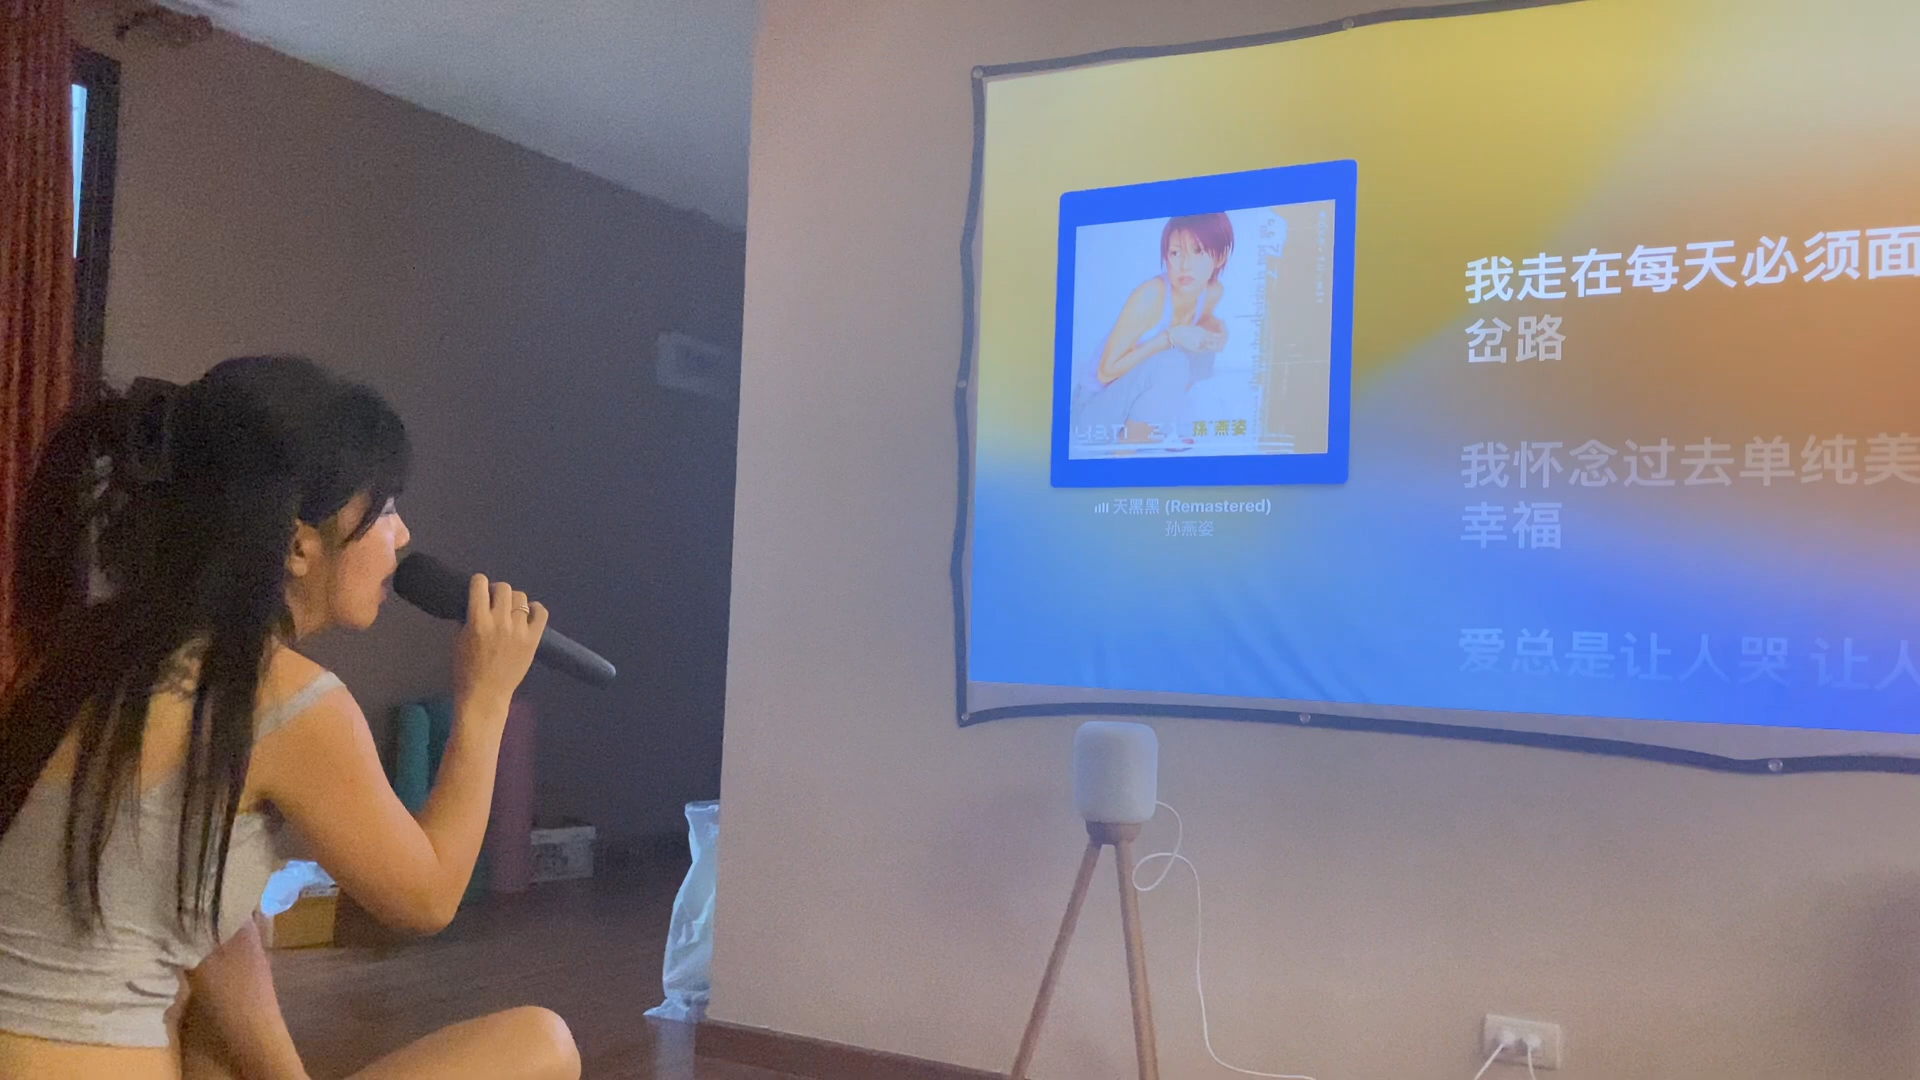 我走在每天必须面
岔路
我怀念过去单纯美
幸福
爱总是让人哭 让人
孫燕姿
天黑黑 (Remastered)
孙燕姿